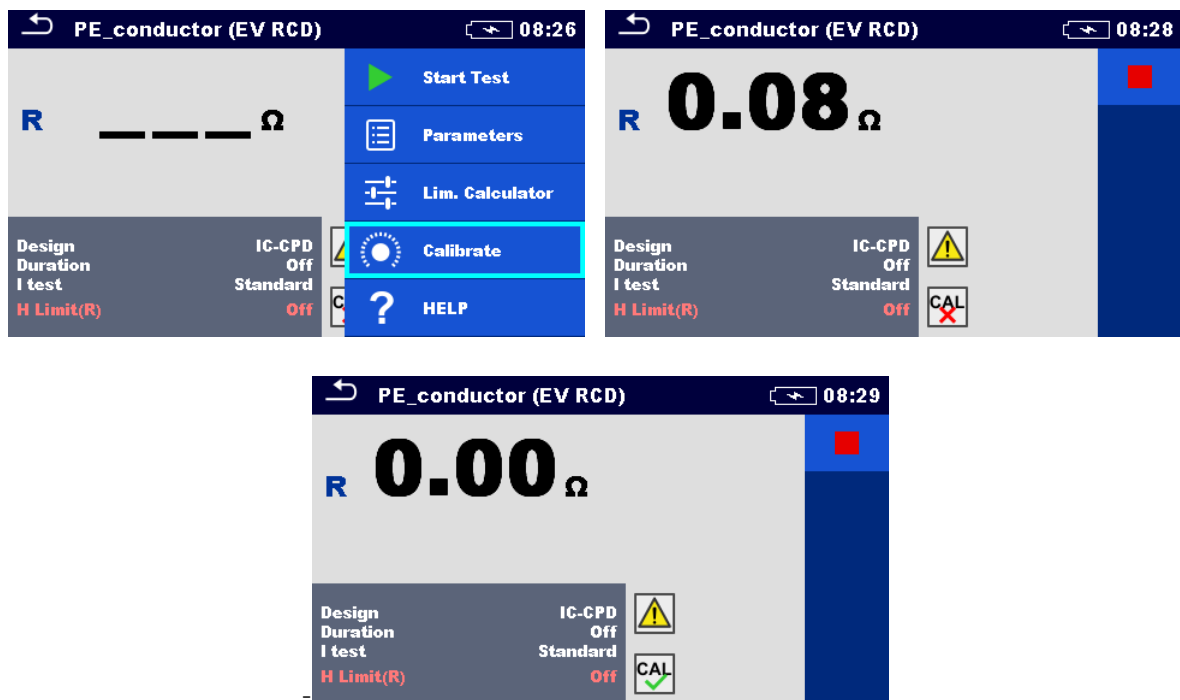 PE_conductor (EV RCD) 08:26
R ___ Ω
Start Test
Parameters
Lim. Calculator
Calibrate
HELP
Design IC-CPD
Duration Off
I test Standard
H Limit(R) Off
PE_conductor (EV RCD) 08:28
R 0.08 Ω
Design IC-CPD
Duration Off
I test Standard
H Limit(R) Off
CAL
PE_conductor (EV RCD) 08:29
R 0.00 Ω
Design IC-CPD
Duration Off
I test Standard
H Limit(R) Off
CAL